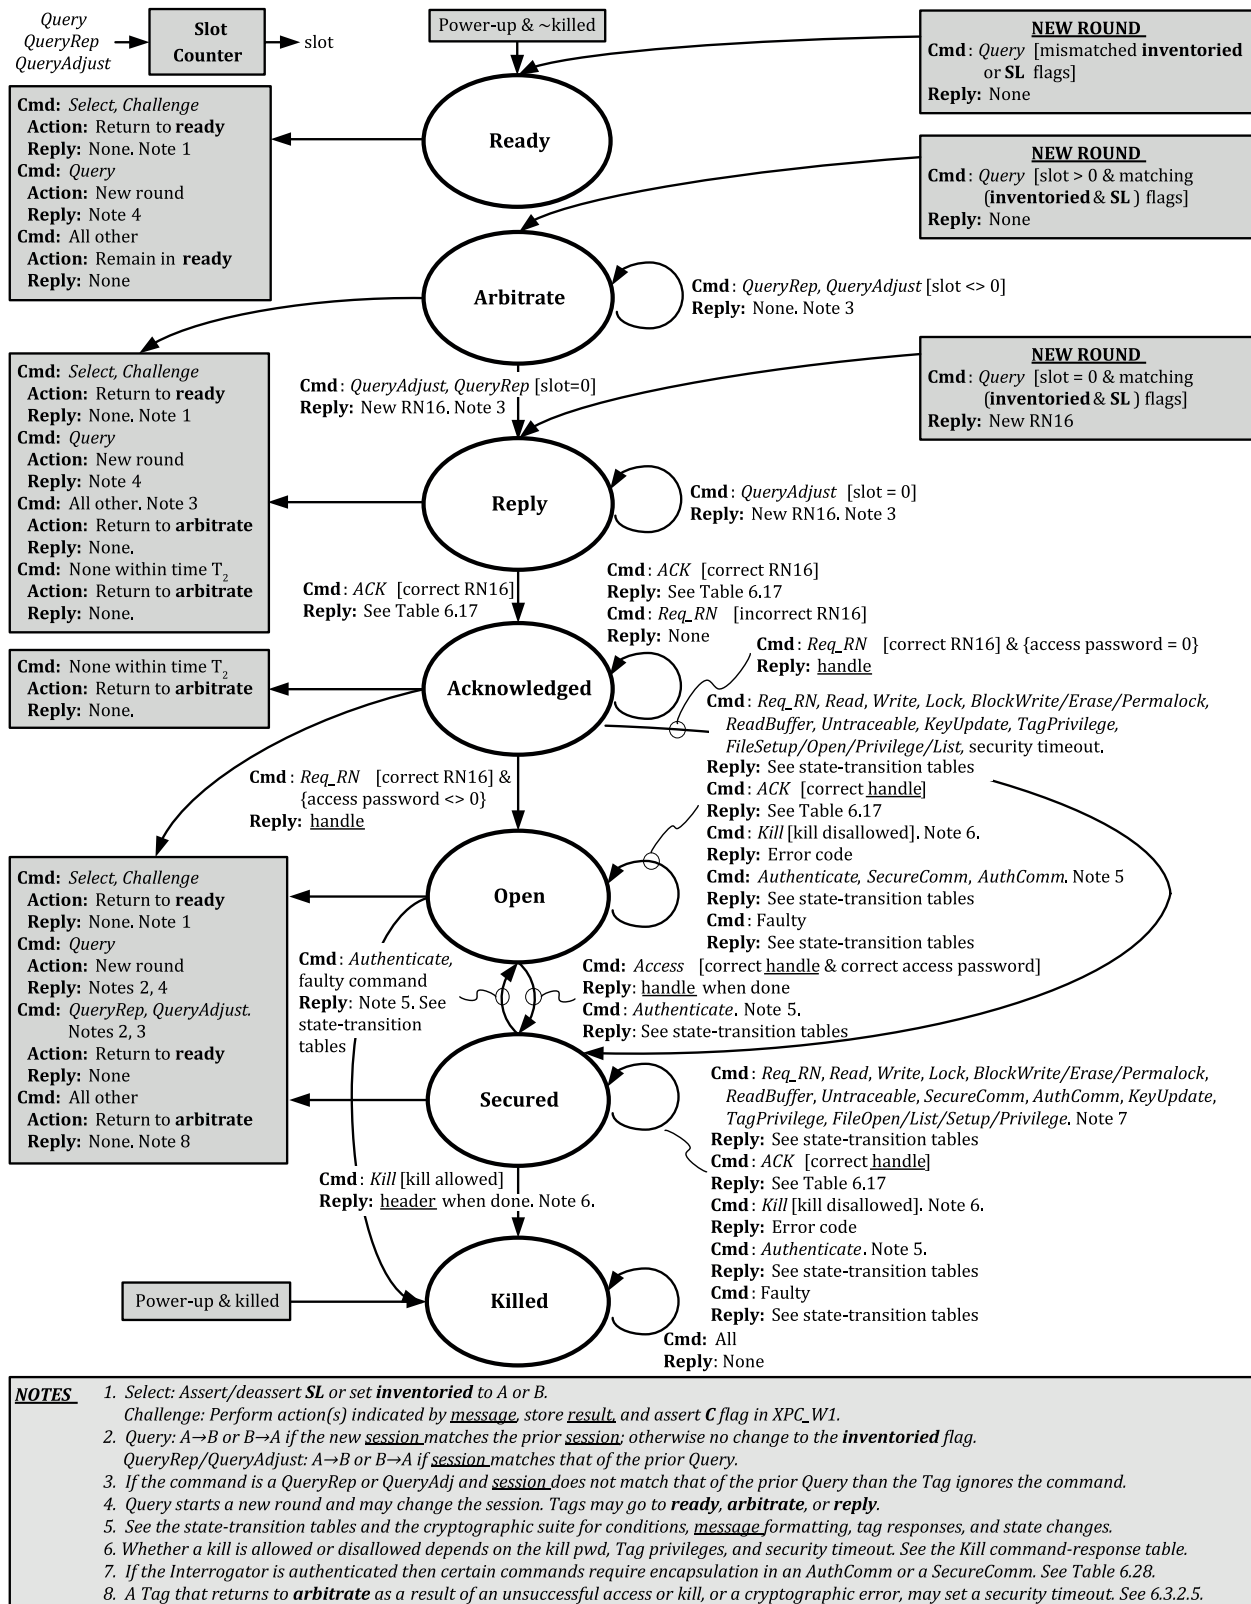 Query
QueryRep
QueryAdjust
Slot
Counter
slot
Power-up & ~killed
NEW ROUND
Cmd: Query [mismatched inventoried
or SL flags]
Reply: None
Cmd: Select, Challenge
Action: Return to ready
Reply: None. Note 1
Cmd: Query
Action: New round
Reply: Note 4
Cmd: All other
Action: Remain in ready
Reply: None
Ready
NEW ROUND
Cmd: Query [slot > 0 & matching
(inventoried & SL ) flags]
Reply: None
Arbitrate
Cmd: QueryRep, QueryAdjust [slot <> 0]
Reply: None. Note 3
NEW ROUND
Cmd: Query [slot = 0 & matching
(inventoried & SL ) flags]
Reply: New RN16
Cmd: QueryAdjust, QueryRep [slot=0]
Reply: New RN16. Note 3
Cmd: Select, Challenge
Action: Return to ready
Reply: None. Note 1
Cmd: Query
Action: New round
Reply: Note 4
Cmd: All other. Note 3
Action: Return to arbitrate
Reply: None.
Cmd: None within time T2
Action: Return to arbitrate
Reply: None.
Reply
Cmd: QueryAdjust [slot = 0]
Reply: New RN16. Note 3
Cmd: ACK [correct RN16]
Reply: See Table 6.17
Cmd: ACK [correct RN16]
Reply: See Table 6.17
Cmd: Req_RN [incorrect RN16]
Reply: None
Cmd: Req_RN [correct RN16] & {access password = 0}
Reply: handle
Cmd: None within time T2
Action: Return to arbitrate
Reply: None.
Acknowledged
Cmd: Req_RN, Read, Write, Lock, BlockWrite/Erase/Permalock,
ReadBuffer, Untraceable, KeyUpdate, TagPrivilege,
FileSetup/Open/Privilege/List, security timeout.
Reply: See state-transition tables
Cmd: ACK [correct handle]
Reply: See Table 6.17
Cmd: Kill [kill disallowed]. Note 6.
Reply: Error code
Cmd: Authenticate, SecureComm, AuthComm. Note 5
Reply: See state-transition tables
Cmd: Faulty
Reply: See state-transition tables
Cmd: Req_RN [correct RN16] &
{access password <> 0}
Reply: handle
Open
Cmd: Select, Challenge
Action: Return to ready
Reply: None. Note 1
Cmd: Query
Action: New round
Reply: Notes 2, 4
Cmd: QueryRep, QueryAdjust.
Notes 2, 3
Action: Return to ready
Reply: None
Cmd: All other
Action: Return to arbitrate
Reply: None. Note 8
Cmd: Authenticate,
faulty command
Reply: Note 5. See
state-transition
tables
Cmd: Access [correct handle & correct access password]
Reply: handle when done
Cmd: Authenticate. Note 5.
Reply: See state-transition tables
Secured
Cmd: Req_RN, Read, Write, Lock, BlockWrite/Erase/Permalock,
ReadBuffer, Untraceable, SecureComm, AuthComm, KeyUpdate,
TagPrivilege, FileOpen/List/Setup/Privilege. Note 7
Reply: See state-transition tables
Cmd: ACK [correct handle]
Reply: See Table 6.17
Cmd: Kill [kill disallowed]. Note 6.
Reply: Error code
Cmd: Authenticate. Note 5.
Reply: See state-transition tables
Cmd: Faulty
Reply: See state-transition tables
Cmd: Kill [kill allowed]
Reply: header when done. Note 6.
Power-up & killed
Killed
Cmd: All
Reply: None
NOTES 1. Select: Assert/deassert SL or set inventoried to A or B.
Challenge: Perform action(s) indicated by message, store result, and assert C flag in XPC_W1.
2. Query: A→B or B→A if the new session matches the prior session; otherwise no change to the inventoried flag.
QueryRep/QueryAdjust: A→B or B→A if session matches that of the prior Query.
3. If the command is a QueryRep or QueryAdj and session does not match that of the prior Query than the Tag ignores the command.
4. Query starts a new round and may change the session. Tags may go to ready, arbitrate, or reply.
5. See the state-transition tables and the cryptographic suite for conditions, message formatting, tag responses, and state changes.
6. Whether a kill is allowed or disallowed depends on the kill pwd, Tag privileges, and security timeout. See the Kill command-response table.
7. If the Interrogator is authenticated then certain commands require encapsulation in an AuthComm or a SecureComm. See Table 6.28.
8. A Tag that returns to arbitrate as a result of an unsuccessful access or kill, or a cryptographic error, may set a security timeout. See 6.3.2.5.